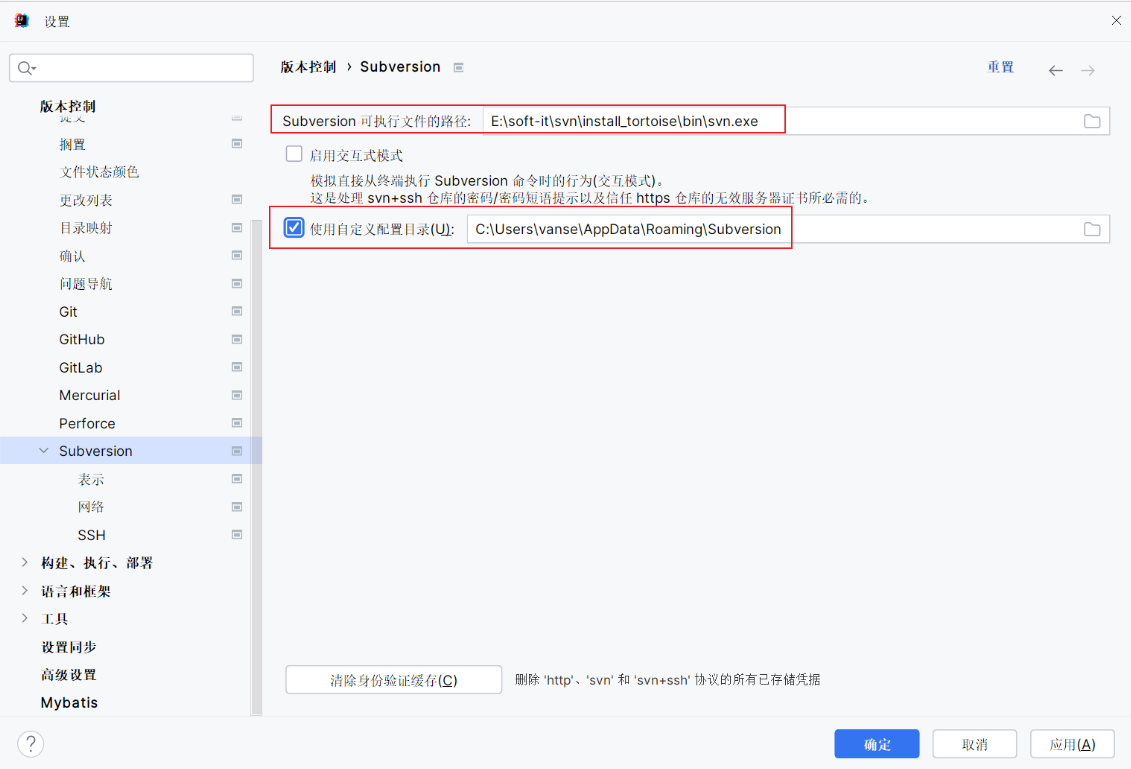 设置
版本控制
提交
搁置
文件状态颜色
更改列表
目录映射
确认
问题导航
Git
GitHub
GitLab
Mercurial
Perforce
Subversion
表示
网络
SSH
构建、执行、部署
语言和框架
工具
设置同步
高级设置
Mybatis
版本控制 › Subversion
重置
Subversion 可执行文件的路径: E:\soft-it\svn\install_tortoise\bin\svn.exe
启用交互式模式
模拟直接从终端执行 Subversion 命令时的行为(交互模式)。
这是处理 svn+ssh 仓库的密码/密码短语提示以及信任 https 仓库的无效服务器证书所必需的。
使用自定义配置目录(U): C:\Users\vanse\AppData\Roaming\Subversion
清除身份验证缓存(C) 删除 'http'、'svn' 和 'svn+ssh' 协议的所有已存储凭据
? 确定 取消 应用(A)